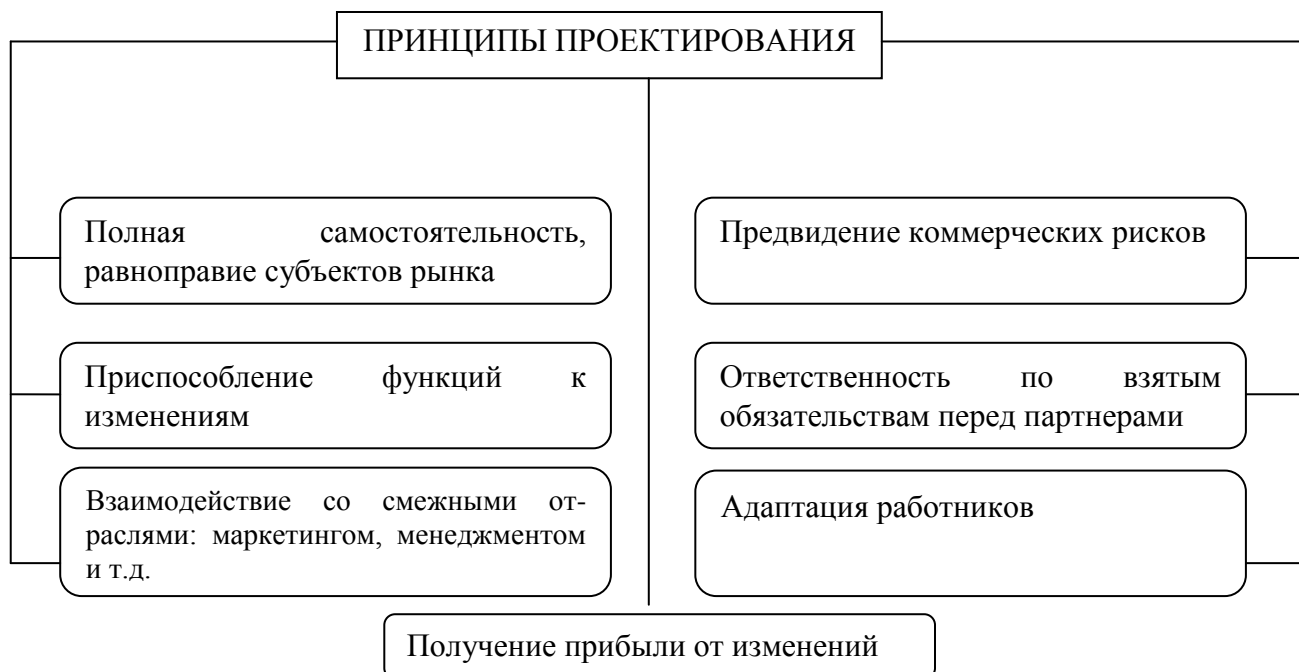 ПРИНЦИПЫ ПРОЕКТИРОВАНИЯ
Полная самостоятельность,
равноправие субъектов рынка
Предвидение коммерческих рисков
Приспособление функций к
изменениям
Ответственность по взятым
обязательствам перед партнерами
Взаимодействие со смежными от-
раслями: маркетингом, менеджментом
и т.д.
Адаптация работников
Получение прибыли от изменений